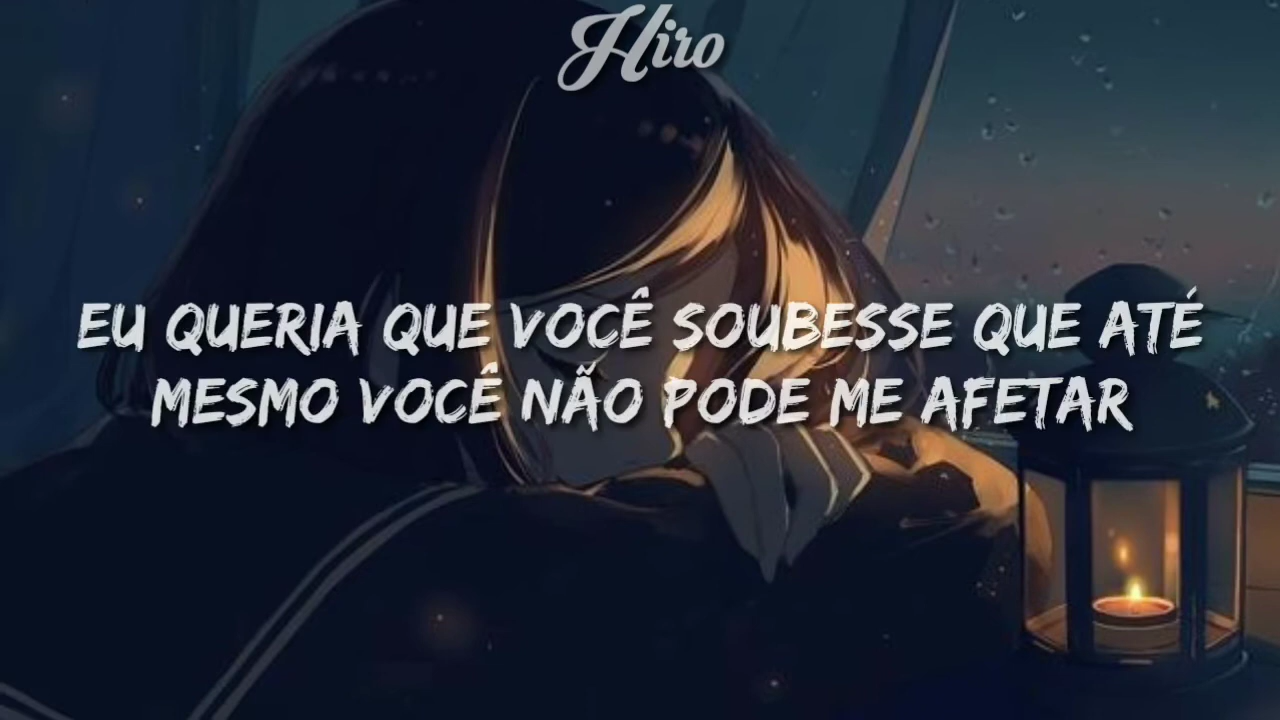 Hiro
EU QUERIA QUE VOCÊ SOUBESSE QUE ATÉ
MESMO VOCÊ NÃO PODE ME AFETAR